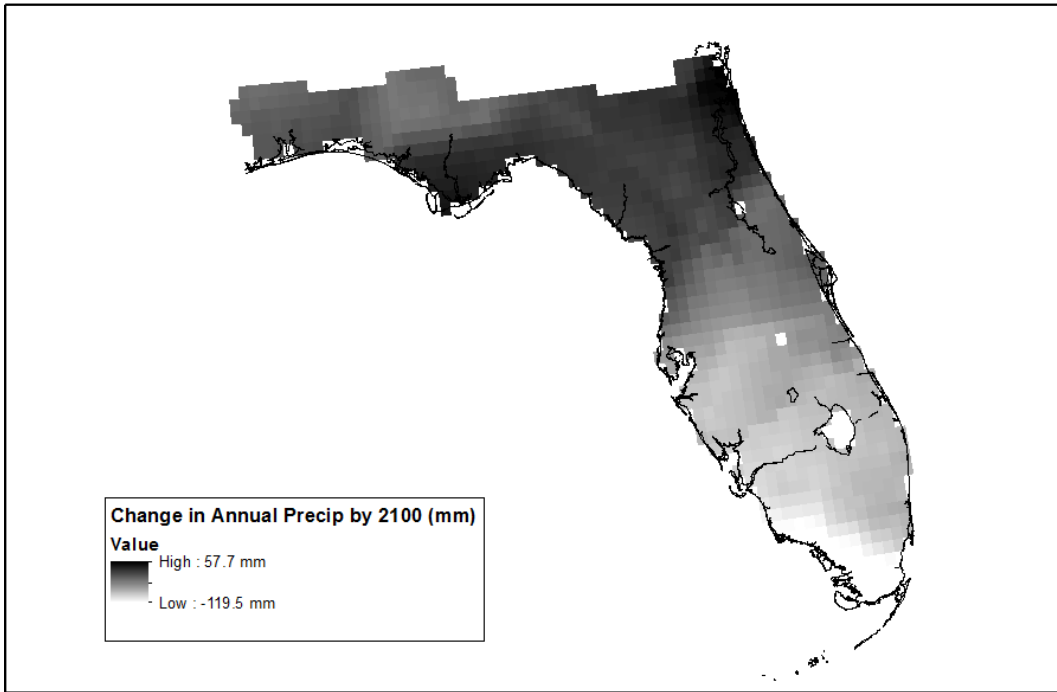 Change in Annual Precip by 2100 (mm)
Value
High : 57.7 mm
Low : -119.5 mm